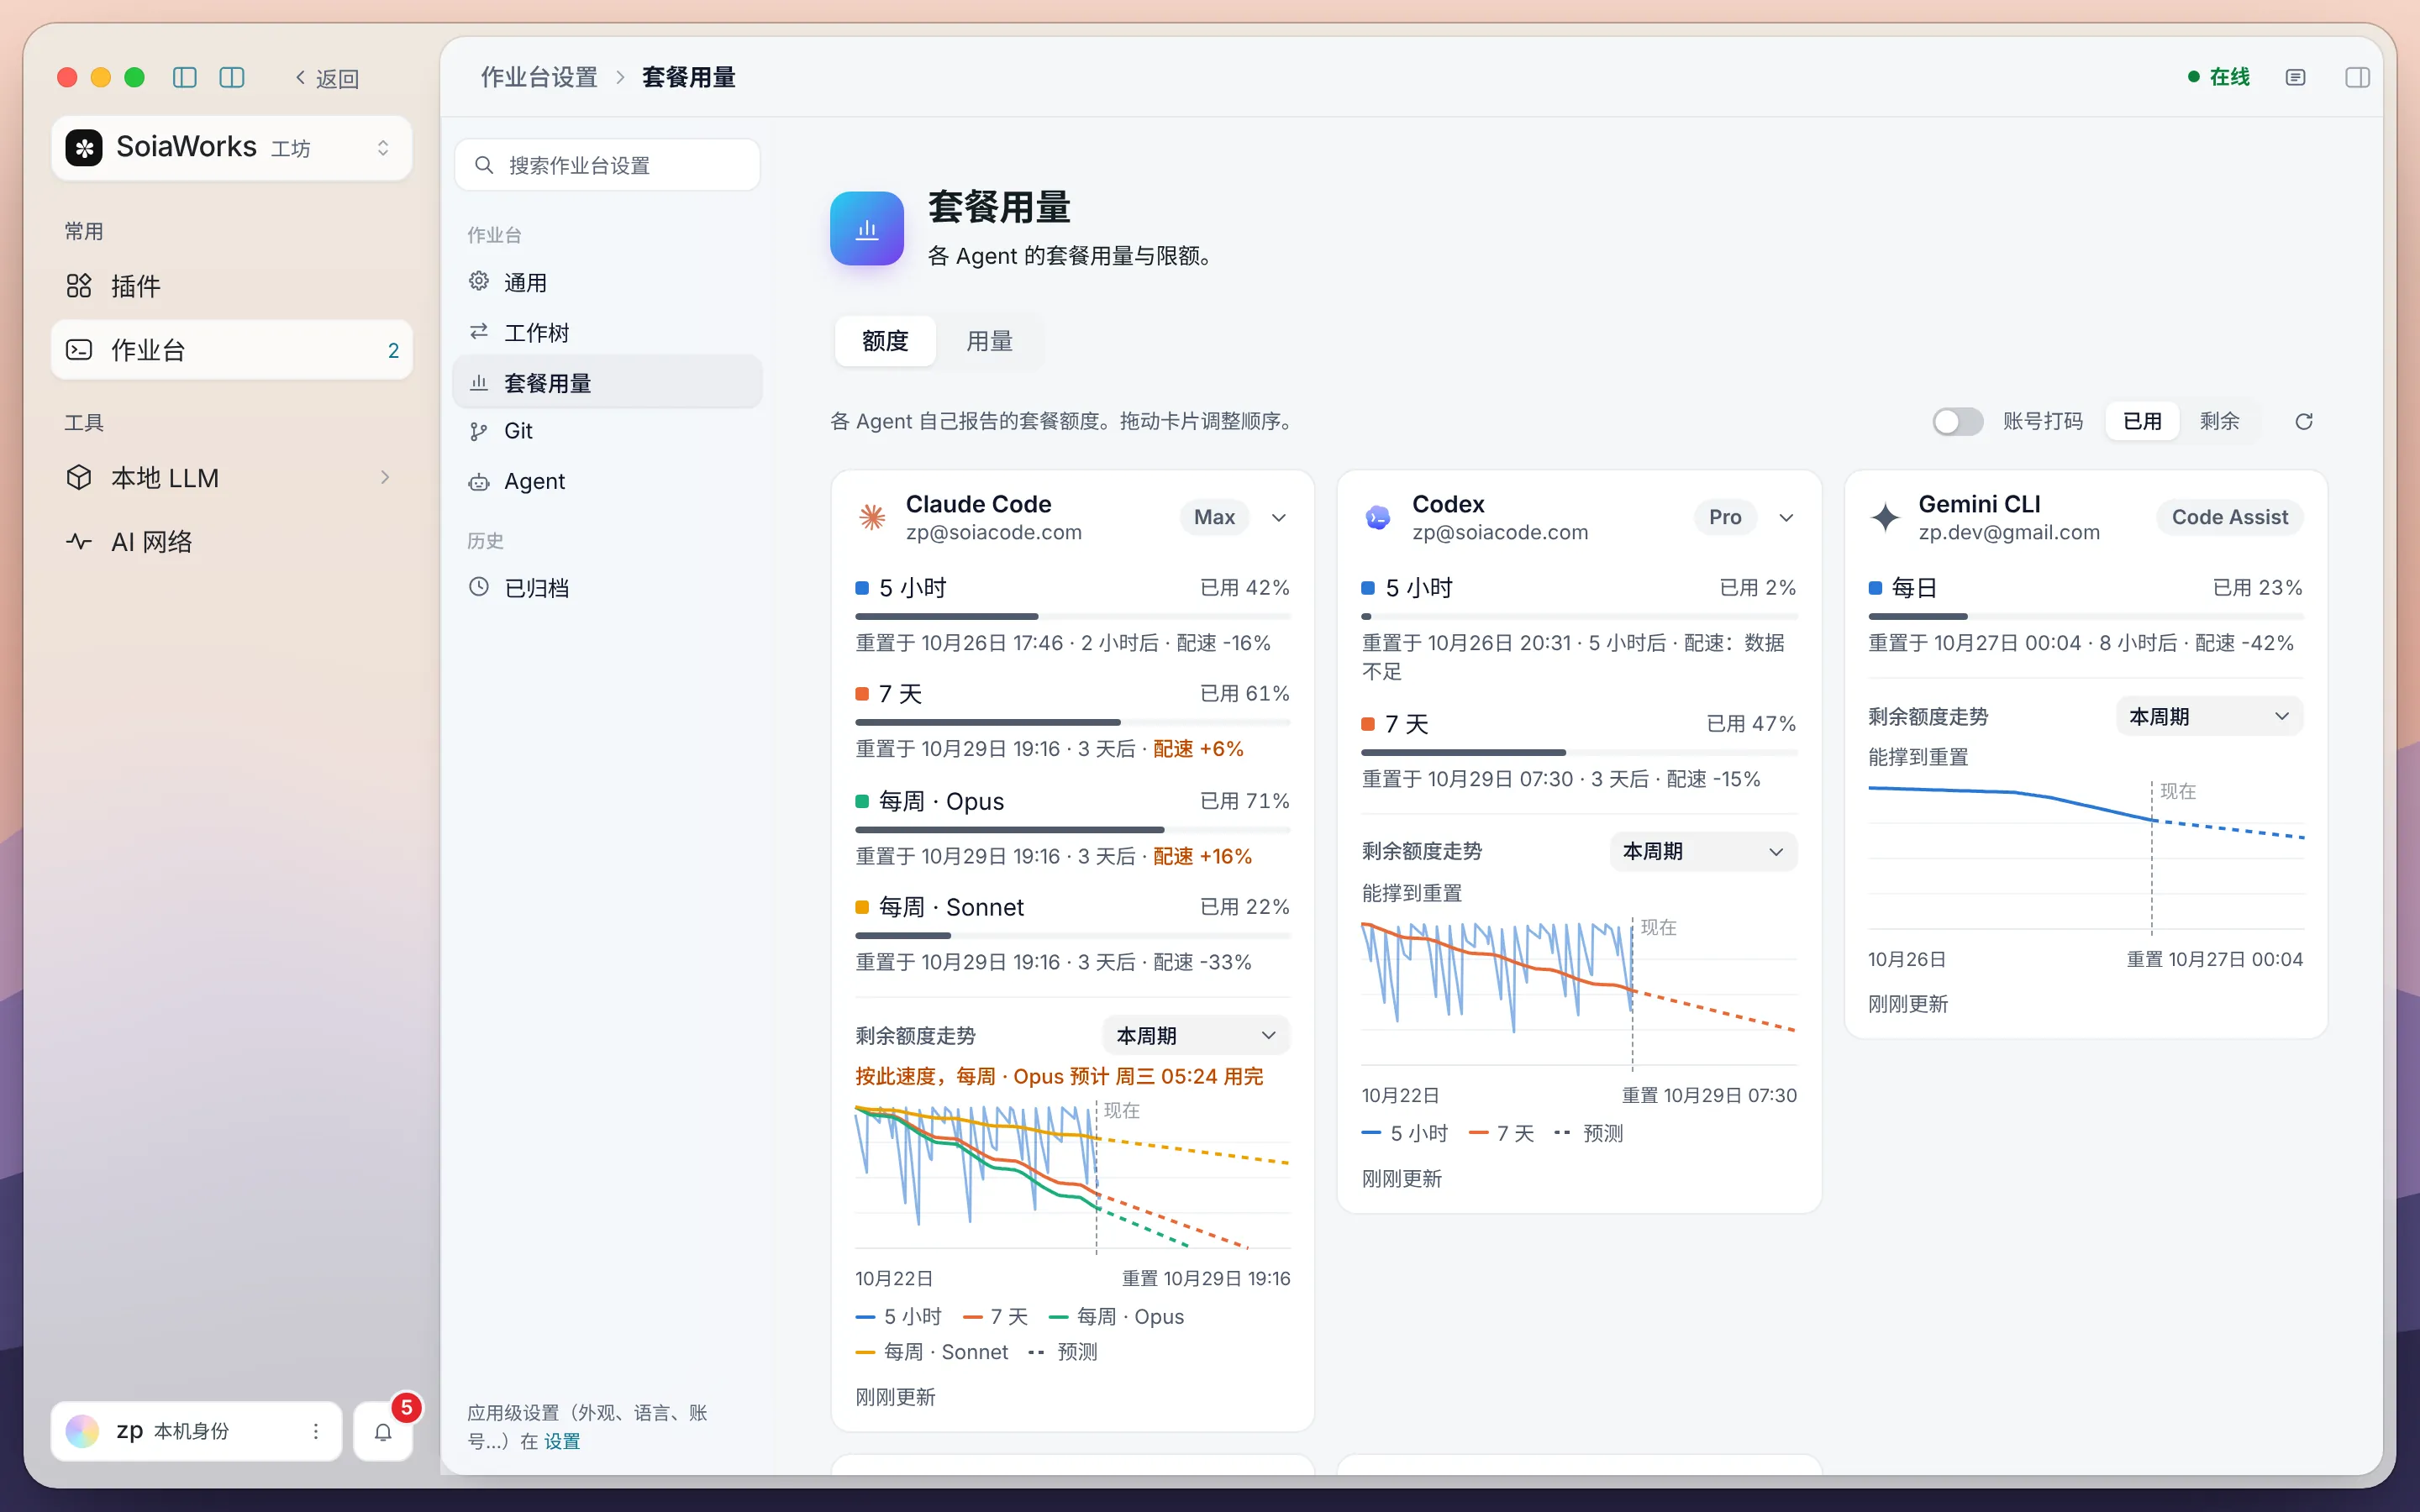 返回
SoiaWorks 工坊
常用
插件
作业台 2
工具
本地 LLM
AI 网络
zp 本机身份
5
作业台设置 > 套餐用量
在线
搜索作业台设置
作业台
通用
工作树
套餐用量
Git
Agent
历史
已归档
应用级设置（外观、语言、账
号...）在 设置
套餐用量
各 Agent 的套餐用量与限额。
额度 用量
各 Agent 自己报告的套餐额度。拖动卡片调整顺序。
账号打码 已用 剩余
Claude Code
zp@soiacode.com
Max
5 小时 已用 42%
重置于 10月26日 17:46 · 2 小时后 · 配速 -16%
7 天 已用 61%
重置于 10月29日 19:16 · 3 天后 · 配速 +6%
每周 · Opus 已用 71%
重置于 10月29日 19:16 · 3 天后 · 配速 +16%
每周 · Sonnet 已用 22%
重置于 10月29日 19:16 · 3 天后 · 配速 -33%
剩余额度走势 本周期
按此速度，每周 · Opus 预计 周三 05:24 用完
现在
10月22日 重置 10月29日 19:16
5 小时 7 天 每周 · Opus
每周 · Sonnet 预测
刚刚更新
Codex
zp@soiacode.com
Pro
5 小时 已用 2%
重置于 10月26日 20:31 · 5 小时后 · 配速：数据
不足
7 天 已用 47%
重置于 10月29日 07:30 · 3 天后 · 配速 -15%
剩余额度走势 本周期
能撑到重置
现在
10月22日 重置 10月29日 07:30
5 小时 7 天 预测
刚刚更新
Gemini CLI
zp.dev@gmail.com
Code Assist
每日 已用 23%
重置于 10月27日 00:04 · 8 小时后 · 配速 -42%
剩余额度走势 本周期
能撑到重置
现在
10月26日 重置 10月27日 00:04
刚刚更新